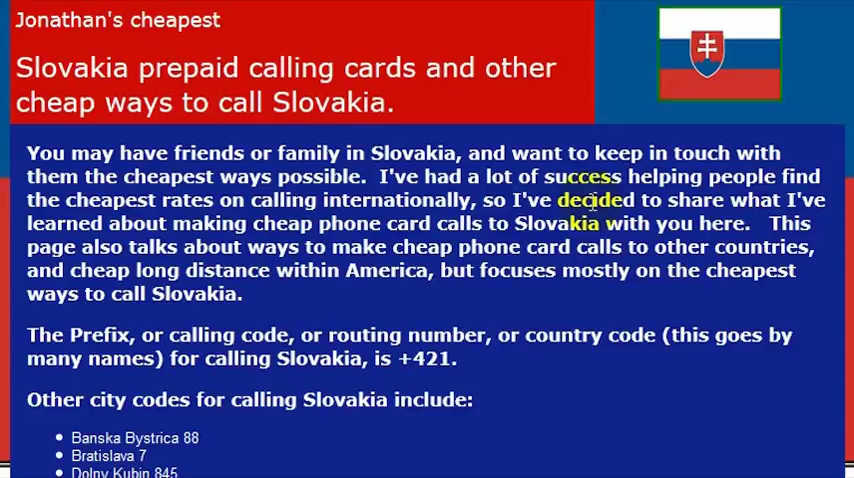 Jonathan's cheapest
Slovakia prepaid calling cards and other
cheap ways to call Slovakia.
You may have friends or family in Slovakia, and want to keep in touch with
them the cheapest ways possible.  I've had a lot of success helping people find
the cheapest rates on calling internationally, so I've decided to share what I've
learned about making cheap phone card calls to Slovakia with you here.   This
page also talks about ways to make cheap phone card calls to other countries,
and cheap long distance within America, but focuses mostly on the cheapest
ways to call Slovakia.
The Prefix, or calling code, or routing number, or country code (this goes by
many names) for calling Slovakia, is +421.
Other city codes for calling Slovakia include:
• Banska Bystrica 88
• Bratislava 7
• Dolny Kubin 845